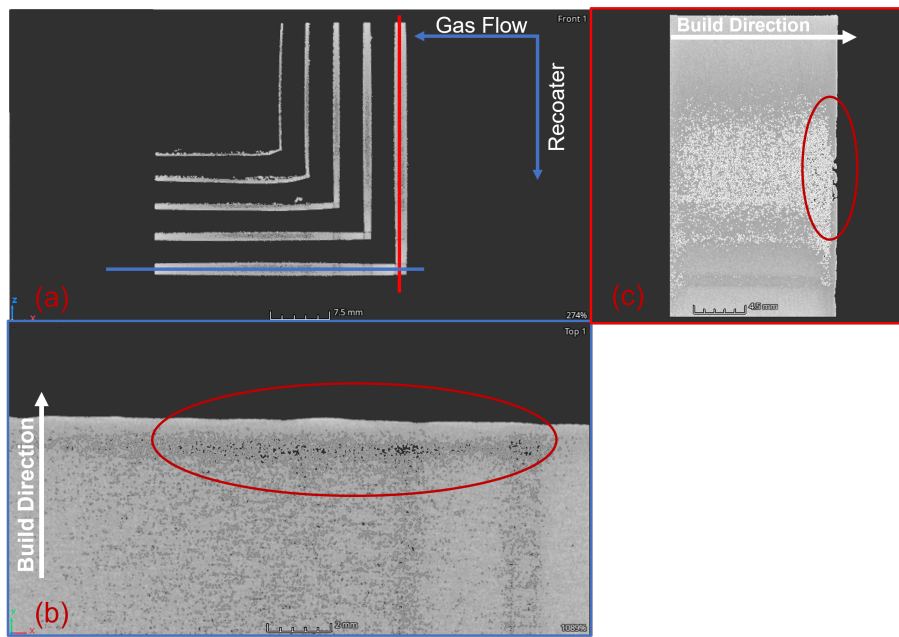 Front 1
Gas Flow
Recoater
(a)
z
x
7.5 mm
274%
Build Direction
(c)
4.5 mm
Top 1
Build Direction
(b)
y
x
2 mm
1089%